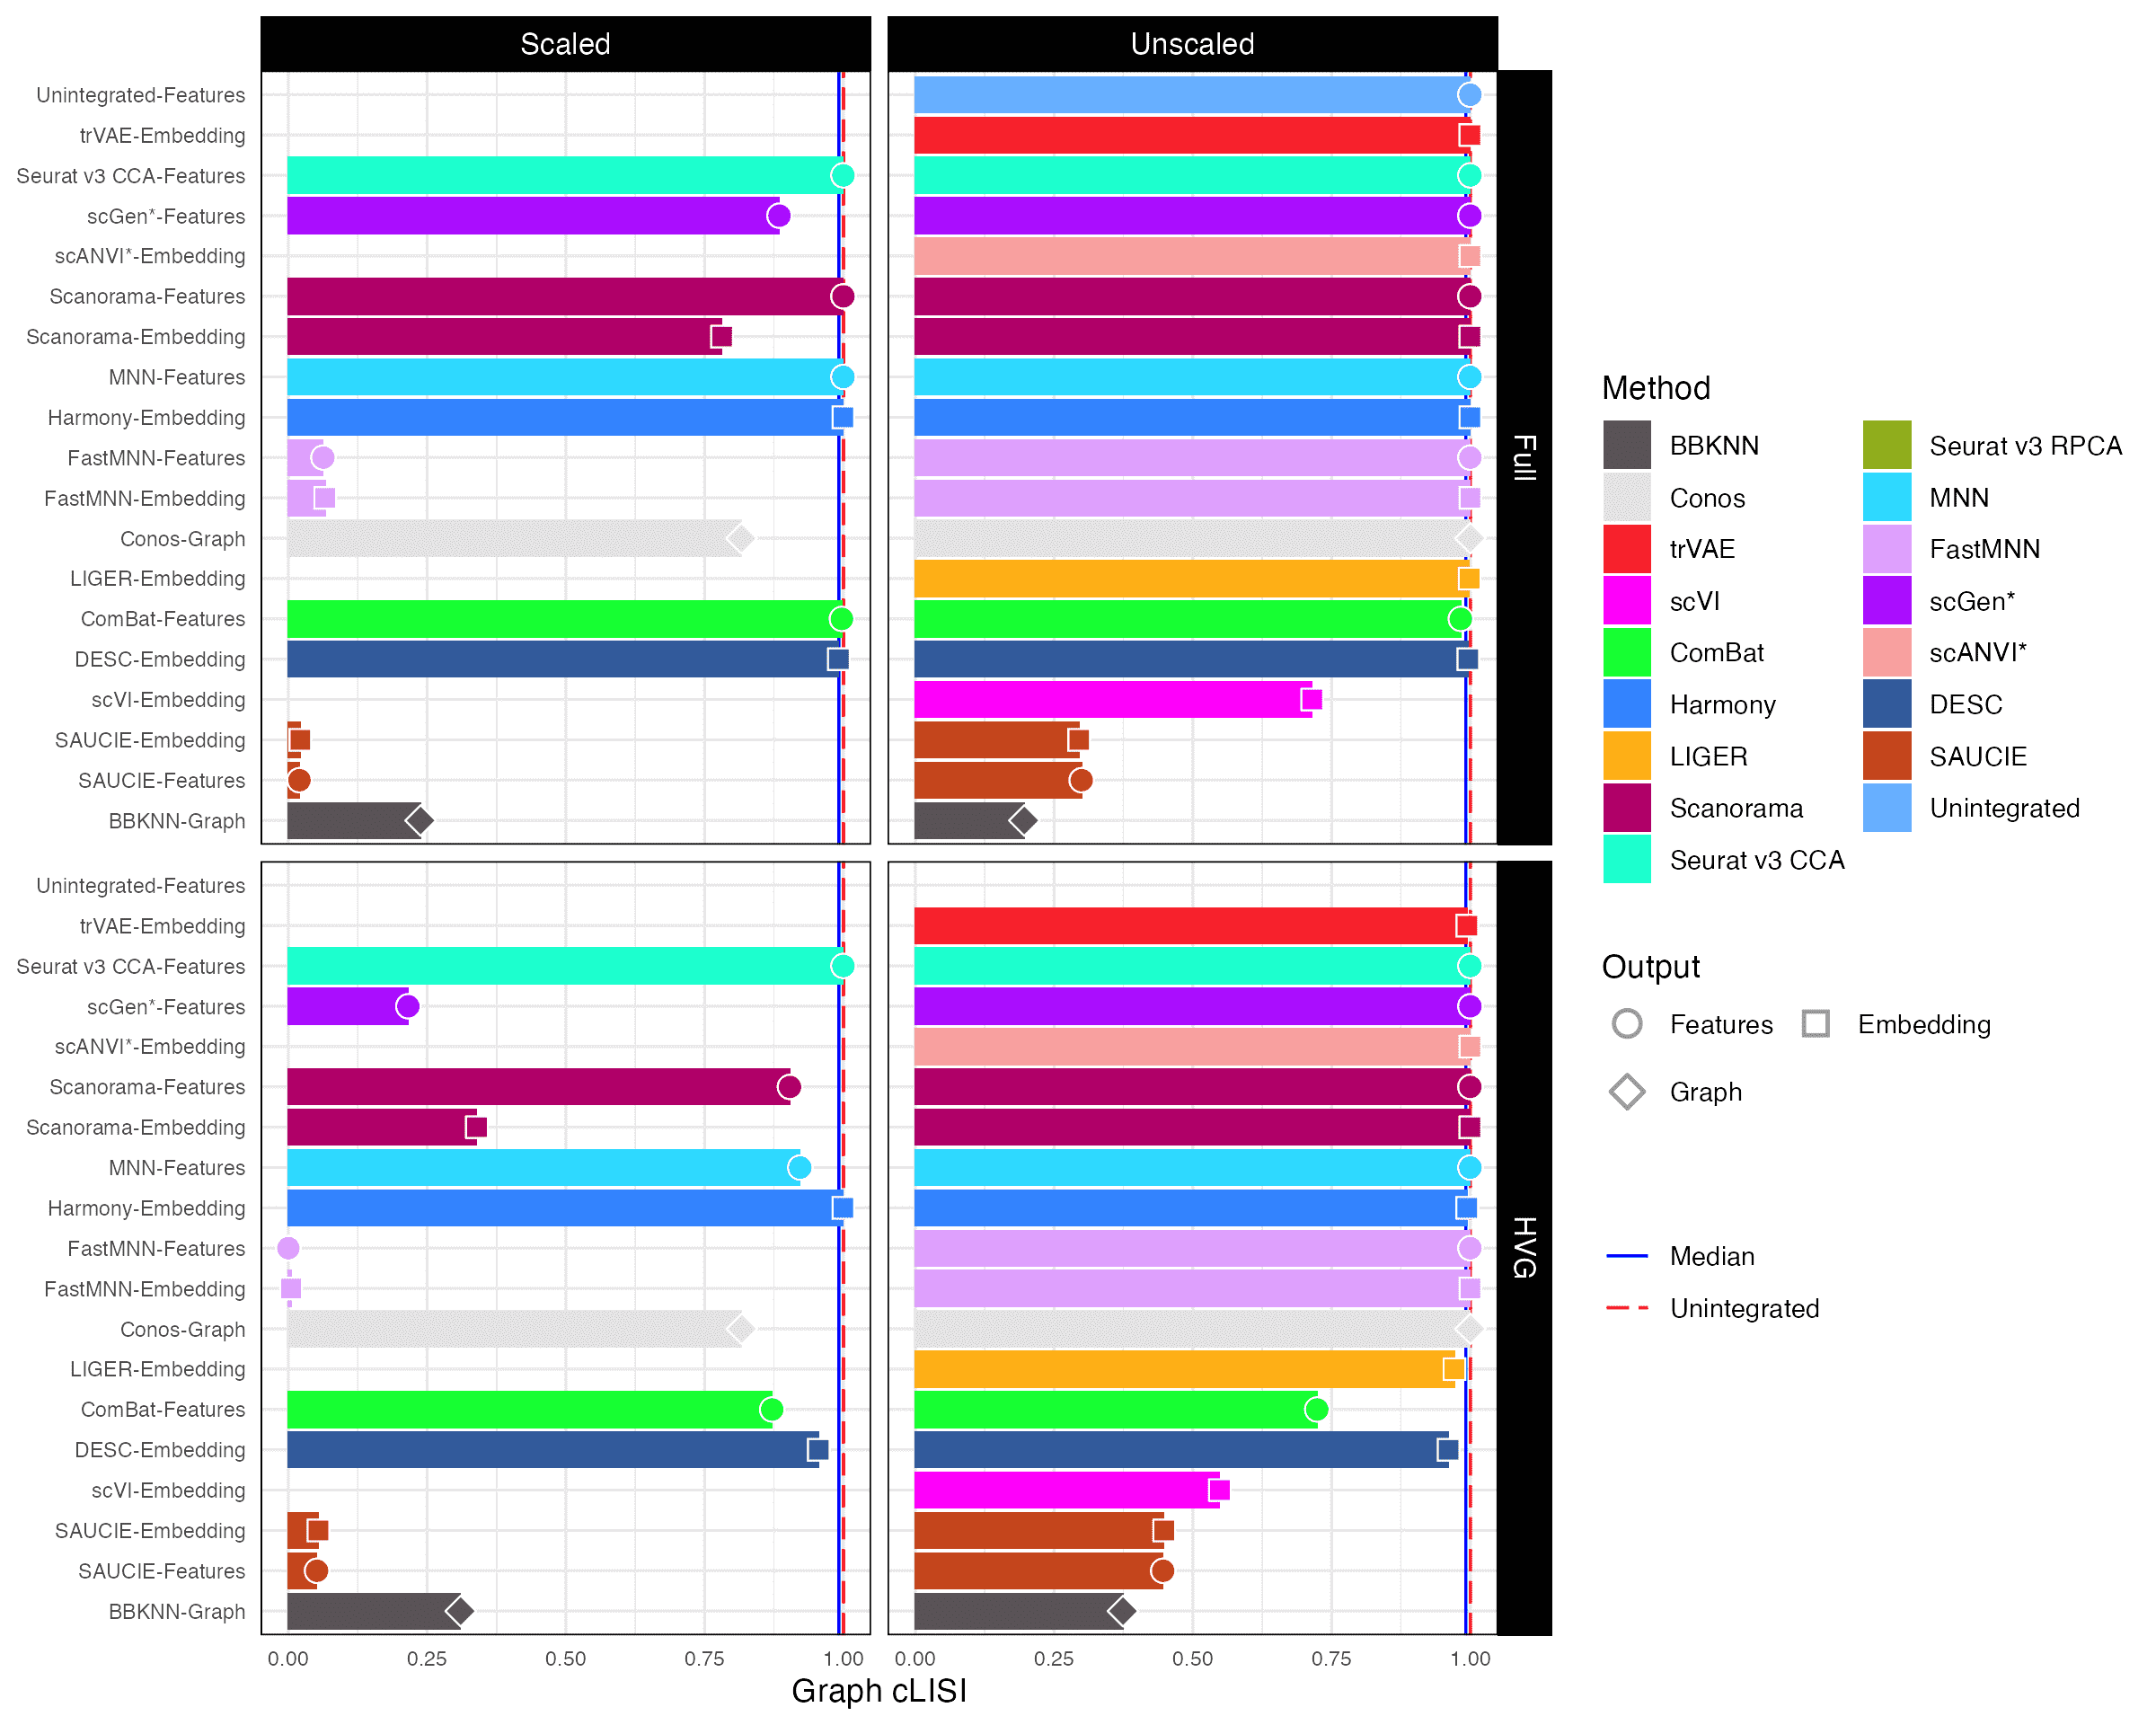 Scaled
Unscaled
Unintegrated-Features
trVAE-Embedding
Seurat v3 CCA-Features
scGen*-Features
scANVI*-Embedding
Scanorama-Features
Scanorama-Embedding
MNN-Features
Harmony-Embedding
FastMNN-Features
FastMNN-Embedding
Conos-Graph
LIGER-Embedding
ComBat-Features
DESC-Embedding
scVI-Embedding
SAUCIE-Embedding
SAUCIE-Features
BBKNN-Graph
Full
Unintegrated-Features
trVAE-Embedding
Seurat v3 CCA-Features
scGen*-Features
scANVI*-Embedding
Scanorama-Features
Scanorama-Embedding
MNN-Features
Harmony-Embedding
FastMNN-Features
FastMNN-Embedding
Conos-Graph
LIGER-Embedding
ComBat-Features
DESC-Embedding
scVI-Embedding
SAUCIE-Embedding
SAUCIE-Features
BBKNN-Graph
HVG
0.00 0.25 0.50 0.75 1.00
0.00 0.25 0.50 0.75 1.00
Graph cLISI
Method
BBKNN
Conos
trVAE
scVI
ComBat
Harmony
LIGER
Scanorama
Seurat v3 CCA
Seurat v3 RPCA
MNN
FastMNN
scGen*
scANVI*
DESC
SAUCIE
Unintegrated
Output
Features
Embedding
Graph
Median
Unintegrated